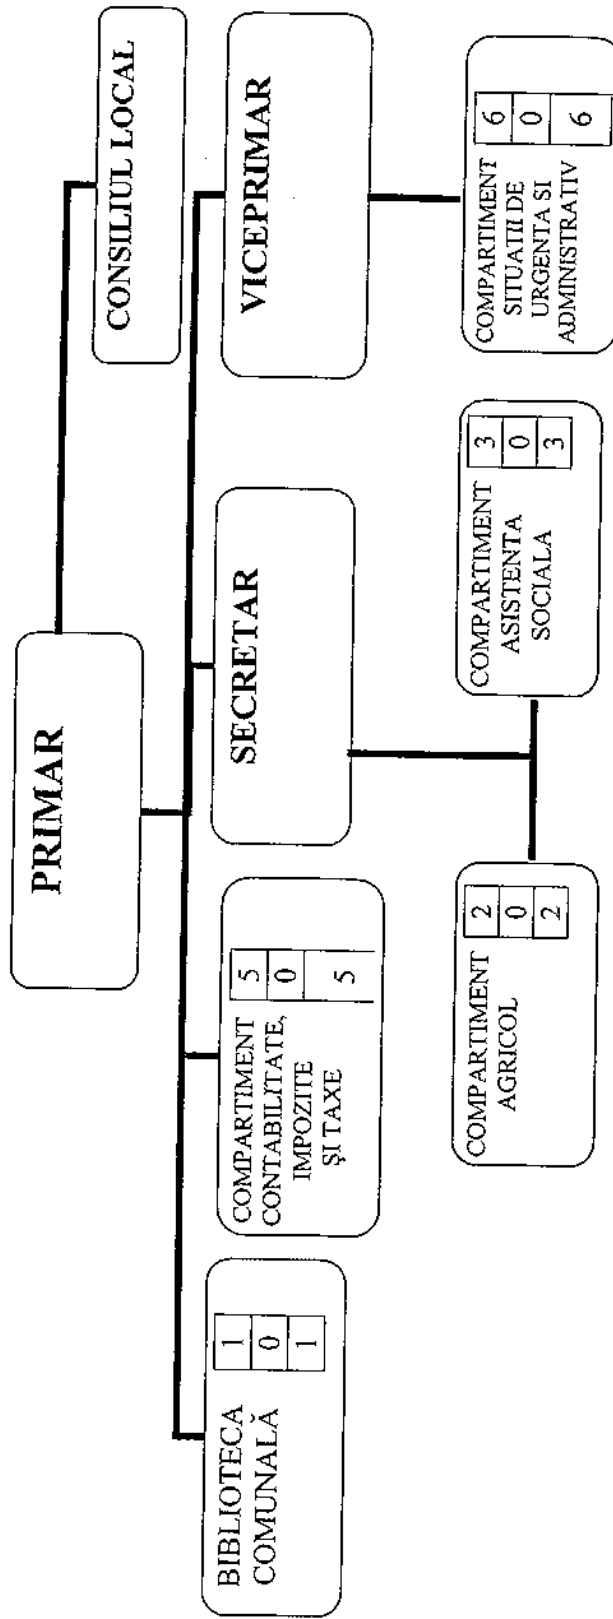 PRIMAR
CONSILIUL LOCAL
BIBLIOTECA
COMUNALĂ
1
0
1
COMPARTIMENT
CONTABILITATE,
IMPOZITE
ŞI TAXE
5
0
5
SECRETAR
VICEPRIMAR
COMPARTIMENT
AGRICOL
2
0
2
COMPARTIMENT
ASISTENTA
SOCIALA
3
0
3
COMPARTIMENT
SITUATII DE
URGENTA SI
ADMINISTRATIV
6
0
6